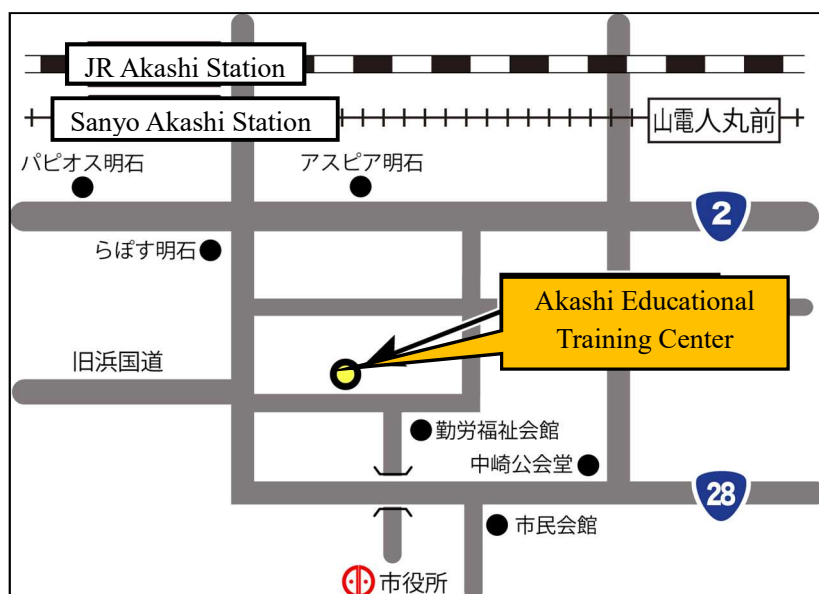 JR Akashi Station
Sanyo Akashi Station
山電人丸前
パピオス明石
アスピア明石
2
らぽす明石
Akashi Educational
Training Center
旧浜国道
勤労福祉会館
中崎公会堂
28
市民会館
市役所